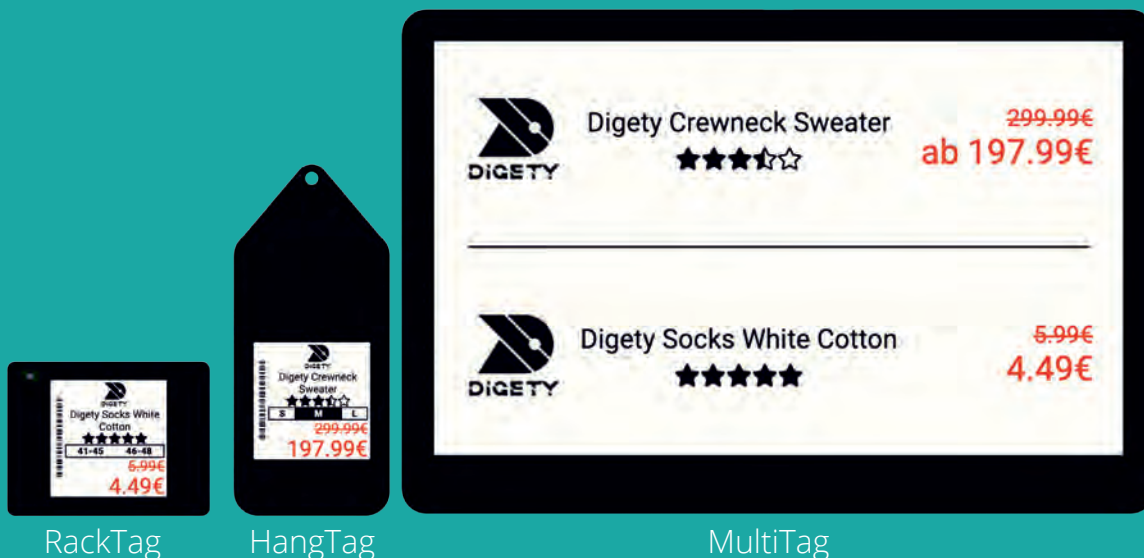 DiGETY
Digety Socks White
Cotton
41-45 46-48
5.99€
4.49€
RackTag
DiGETY
Digety Crewneck
Sweater
S M L
299.99€
197.99€
HangTag
DiGETY
Digety Crewneck Sweater
299.99€
ab 197.99€
DiGETY
Digety Socks White Cotton
5.99€
4.49€
MultiTag